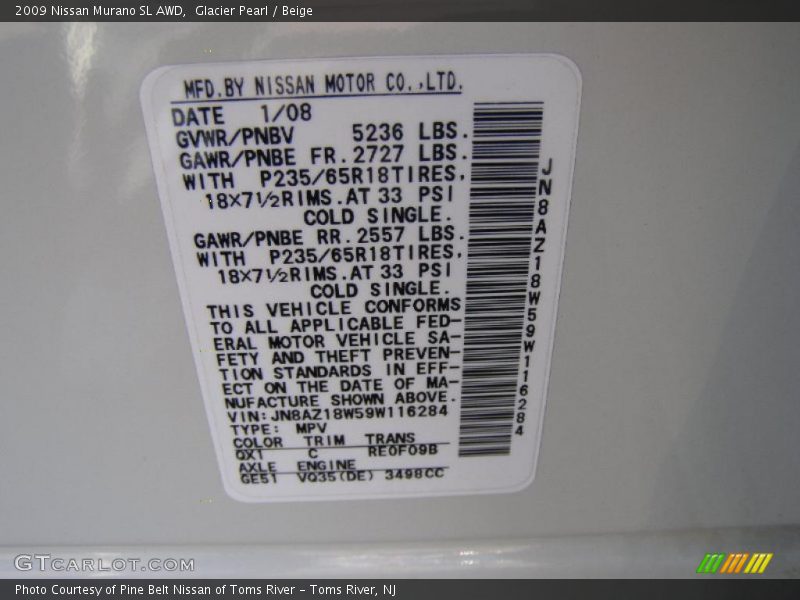 2009 Nissan Murano SL AWD,  Glacier Pearl / Beige
MFD.BY NISSAN MOTOR CO.,LTD.
DATE 1/08
GVWR/PNBV 5236 LBS.
GAWR/PNBE FR. 2727 LBS.
WITH P235/65R18TIRES,
18X7½RIMS.AT 33 PSI
COLD SINGLE.
GAWR/PNBE RR. 2557 LBS.
WITH P235/65R18TIRES,
18X7½RIMS.AT 33 PSI
COLD SINGLE.
THIS VEHICLE CONFORMS
TO ALL APPLICABLE FED-
ERAL MOTOR VEHICLE SA-
FETY AND THEFT PREVEN-
TION STANDARDS IN EFF-
ECT ON THE DATE OF MA-
NUFACTURE SHOWN ABOVE.
VIN:JN8AZ18W59W116284
TYPE: MPV
COLOR TRIM TRANS
QX1 C RE0F09B
AXLE ENGINE
GE51 VQ35(DE) 3498CC
JN8AZ18W59W116284
GTCARLOT.COM
Photo Courtesy of Pine Belt Nissan of Toms River – Toms River, NJ